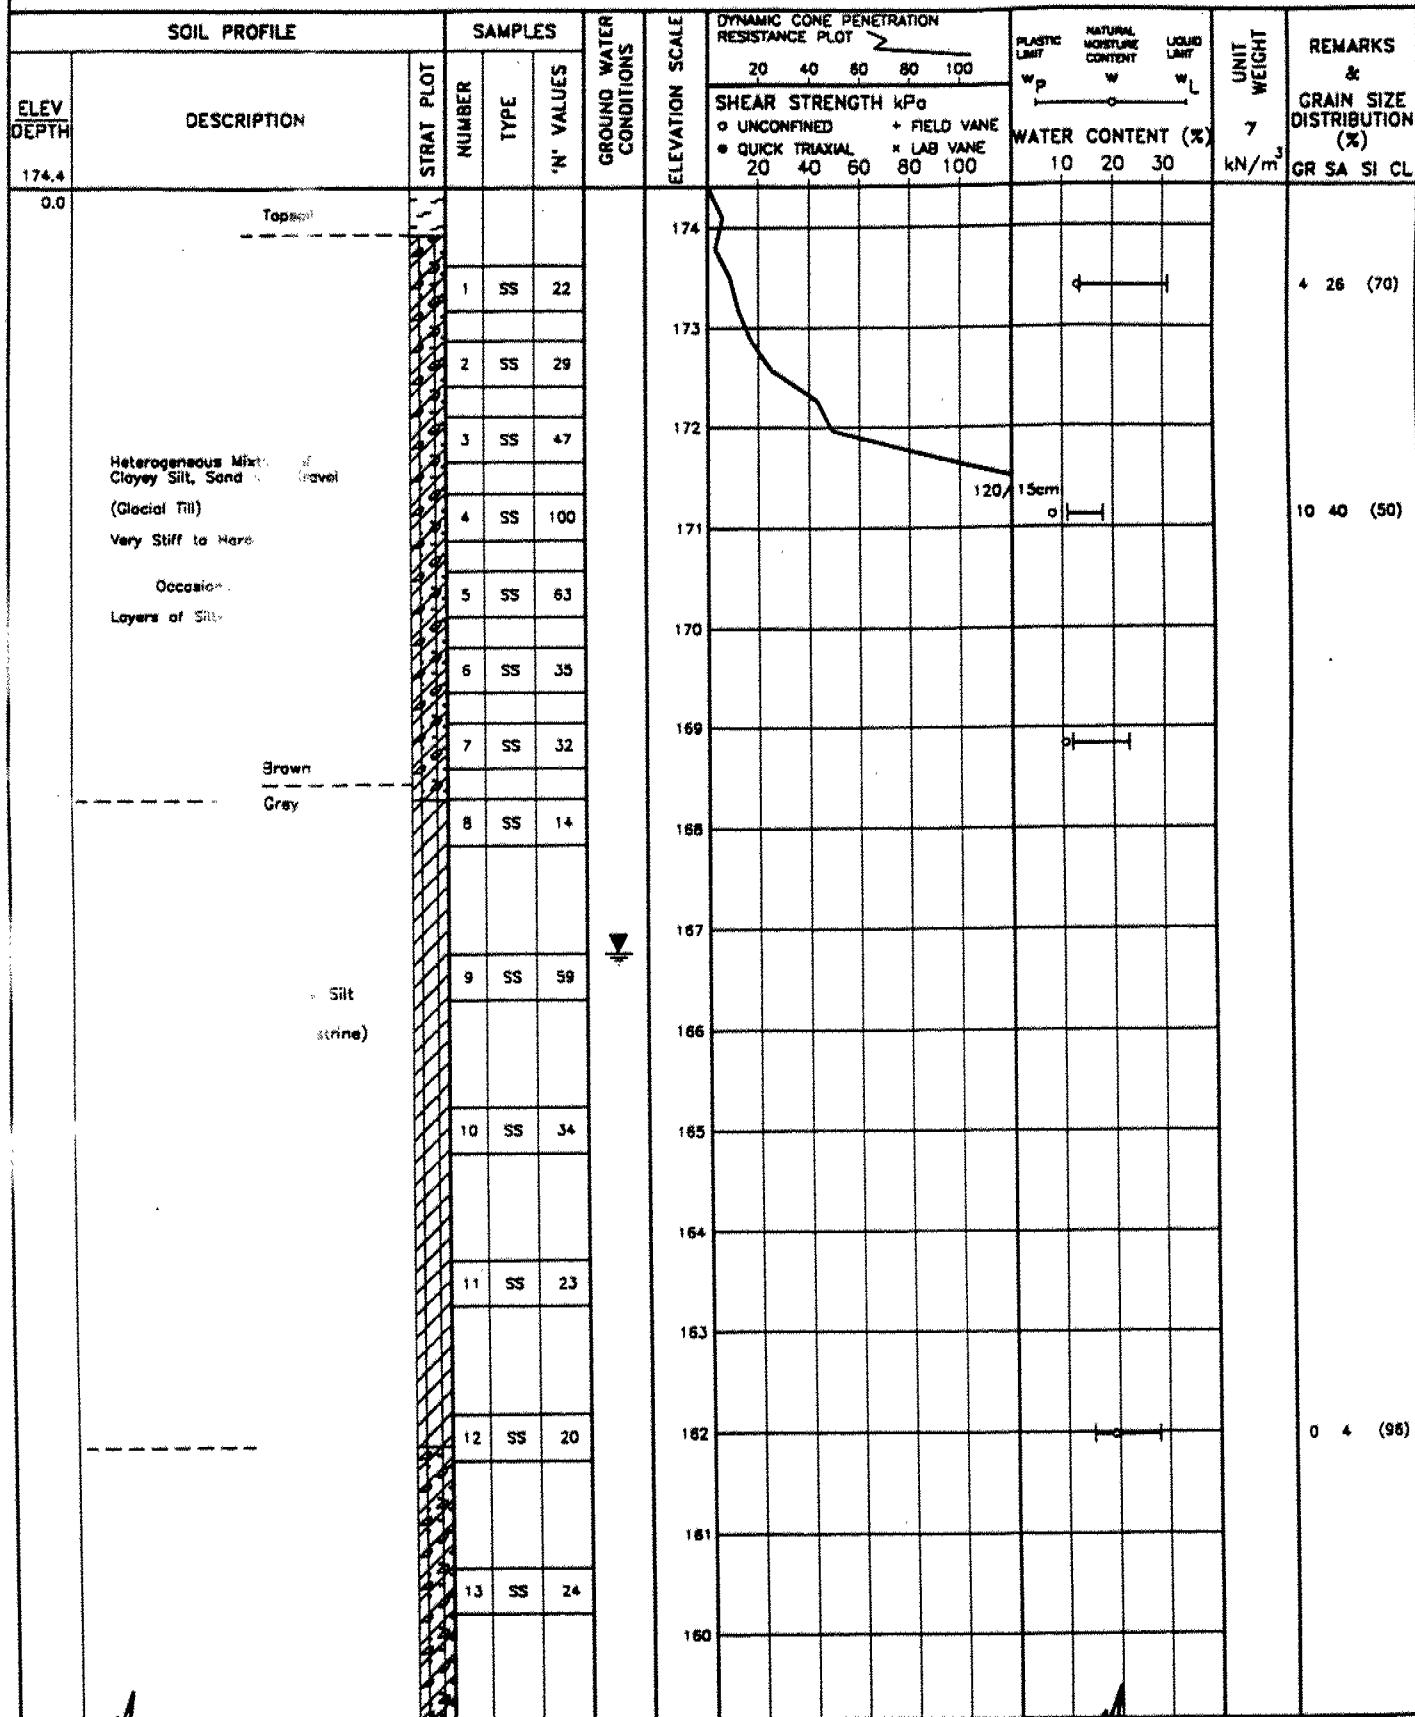 SOIL PROFILE
SAMPLES
GROUND WATER CONDITIONS
ELEVATION SCALE
DYNAMIC CONE PENETRATION
RESISTANCE PLOT
20 40 60 80 100
SHEAR STRENGTH kPa
o UNCONFINED + FIELD VANE
● QUICK TRIAXIAL × LAB VANE
20 40 60 80 100
PLASTIC LIMIT
NATURAL MOISTURE CONTENT
LIQUID LIMIT
wP w wL
WATER CONTENT (%)
10 20 30
UNIT WEIGHT
γ
kN/m³
REMARKS
&
GRAIN SIZE
DISTRIBUTION
(%)
GR SA SI CL
ELEV
DEPTH
DESCRIPTION
STRAT PLOT
NUMBER
TYPE
'N' VALUES
174.4
0.0
174
1 SS 22
4 26 (70)
173
2 SS 29
172
3 SS 47
Heterogeneous
Clayey Silt, Sand
(Glacial Till)
120/15cm
4 SS 100
10 40 (50)
171
Very Stiff to Hard
5 SS 63
Layers of
170
6 SS 35
169
7 SS 32
Brown
Grey
8 SS 14
168
167
9 SS 59
Silt
166
10 SS 34
165
164
11 SS 23
163
12 SS 20
162
0 4 (96)
161
13 SS 24
160